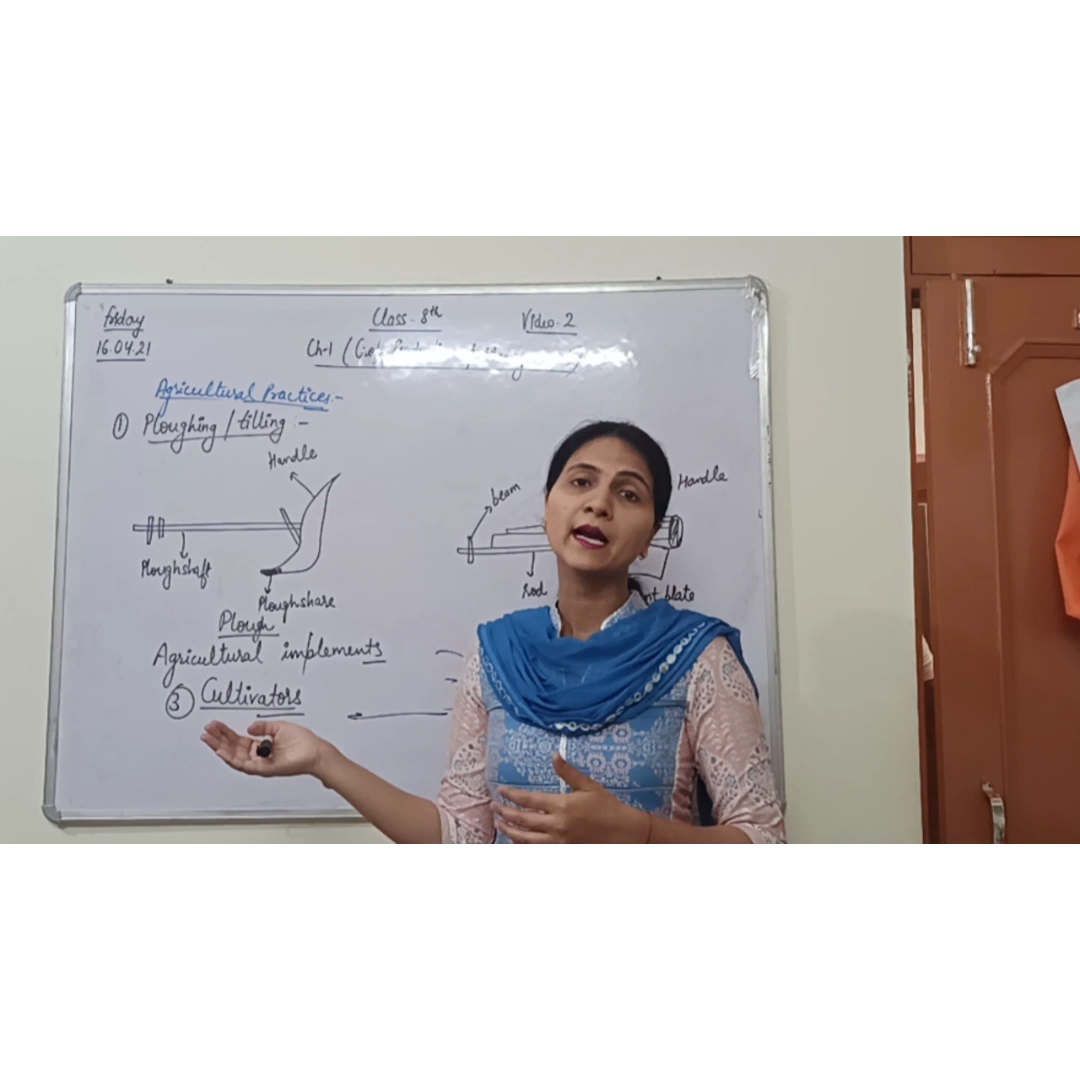 Friday
16.04.21
Class - 8th
Video - 2
Ch-1 (
Agricultural Practices:-
① Ploughing / tilling :-
Handle
Ploughshaft
Ploughshare
Plough
beam
Handle
Rod
blate
Agricultural implements
③ Cultivators